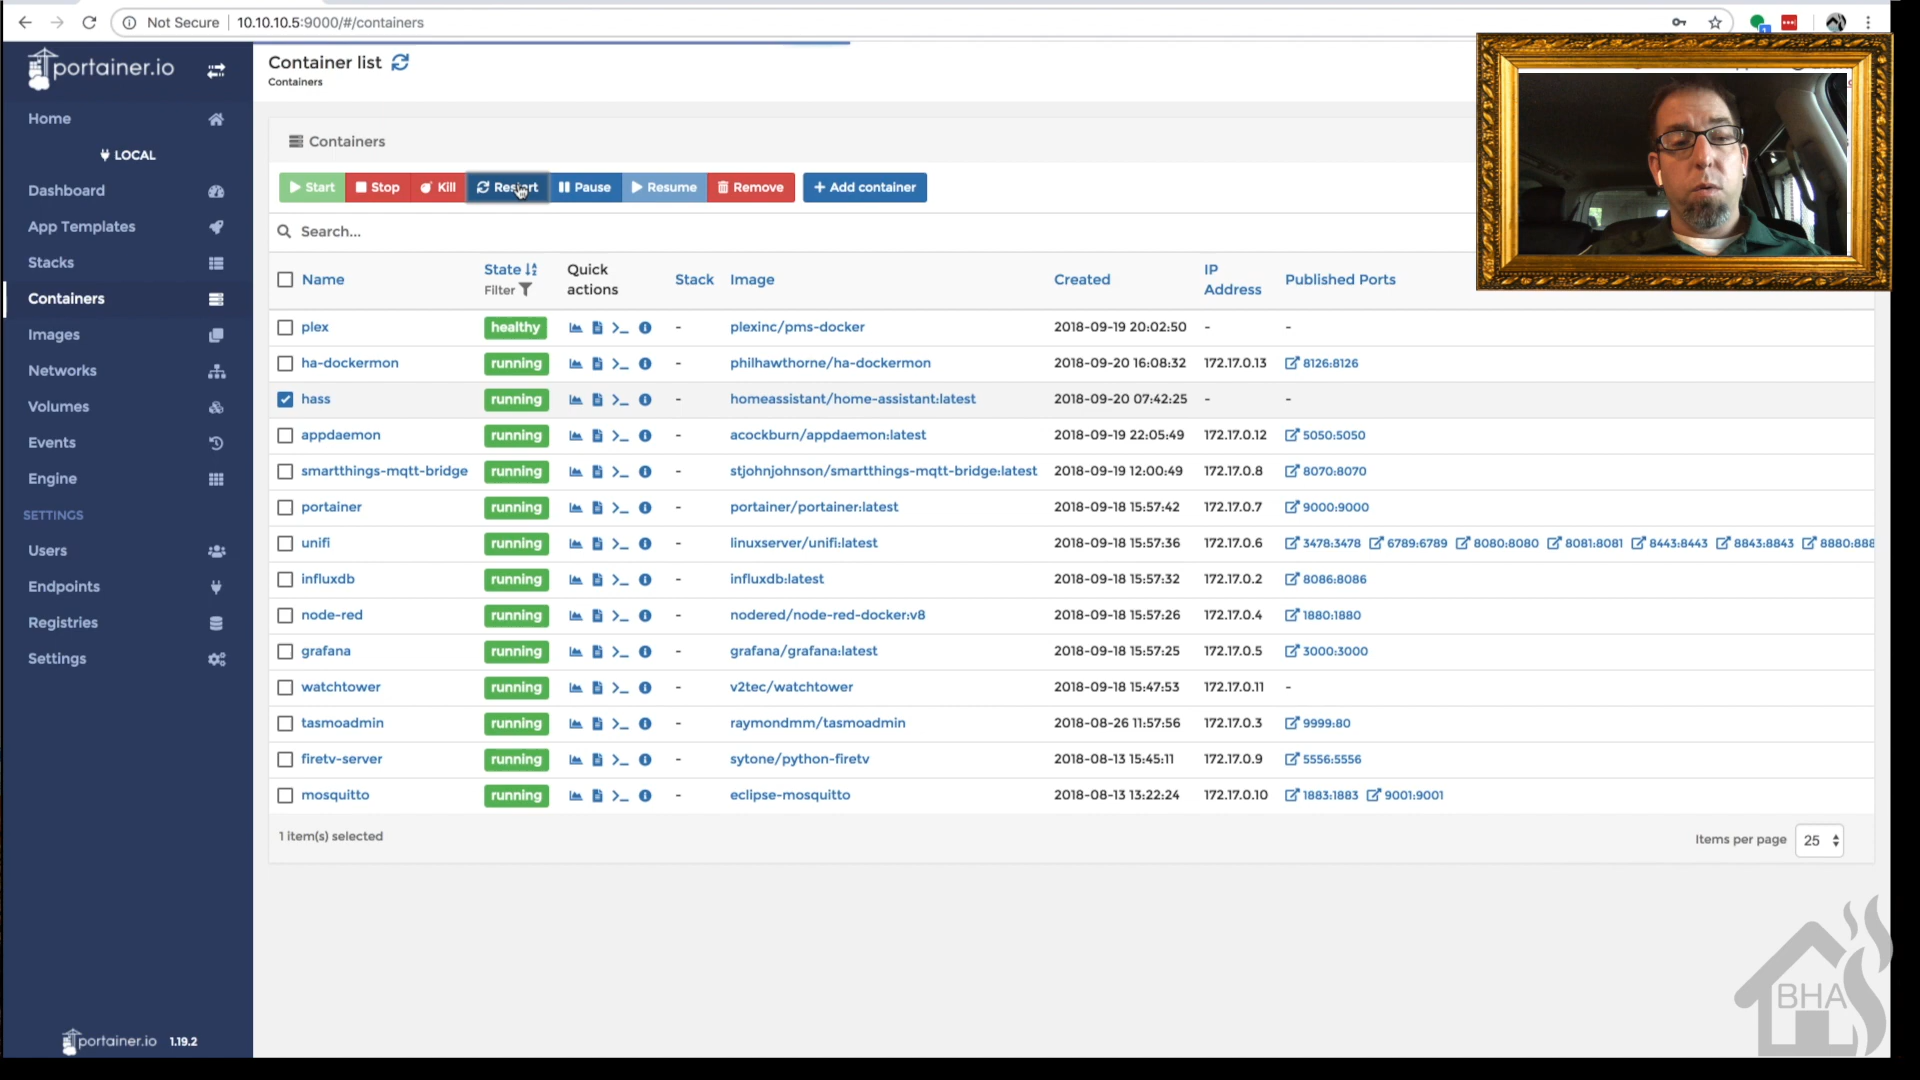 Not Secure | 10.10.10.5:9000/#/containers
portainer.io
Home
LOCAL
Dashboard
App Templates
Stacks
Containers
Images
Networks
Volumes
Events
Engine
SETTINGS
Users
Endpoints
Registries
Settings
portainer.io 1.19.2
Container list
Containers
Containers
Start Stop Kill Restart Pause Resume Remove + Add container
Search...
Name State Filter Quick actions Stack Image Created IP Address Published Ports
plex healthy - plexinc/pms-docker 2018-09-19 20:02:50 - -
ha-dockermon running - philhawthorne/ha-dockermon 2018-09-20 16:08:32 172.17.0.13 8126:8126
hass running - homeassistant/home-assistant:latest 2018-09-20 07:42:25 - -
appdaemon running - acockburn/appdaemon:latest 2018-09-19 22:05:49 172.17.0.12 5050:5050
smartthings-mqtt-bridge running - stjohnjohnson/smartthings-mqtt-bridge:latest 2018-09-19 12:00:49 172.17.0.8 8070:8070
portainer running - portainer/portainer:latest 2018-09-18 15:57:42 172.17.0.7 9000:9000
unifi running - linuxserver/unifi:latest 2018-09-18 15:57:36 172.17.0.6 3478:3478 6789:6789 8080:8080 8081:8081 8443:8443 8843:8843 8880:888
influxdb running - influxdb:latest 2018-09-18 15:57:32 172.17.0.2 8086:8086
node-red running - nodered/node-red-docker:v8 2018-09-18 15:57:26 172.17.0.4 1880:1880
grafana running - grafana/grafana:latest 2018-09-18 15:57:25 172.17.0.5 3000:3000
watchtower running - v2tec/watchtower 2018-09-18 15:47:53 172.17.0.11 -
tasmoadmin running - raymondmm/tasmoadmin 2018-08-26 11:57:56 172.17.0.3 9999:80
firetv-server running - sytone/python-firetv 2018-08-13 15:45:11 172.17.0.9 5556:5556
mosquitto running - eclipse-mosquitto 2018-08-13 13:22:24 172.17.0.10 1883:1883 9001:9001
1 item(s) selected
Items per page 25
BHA